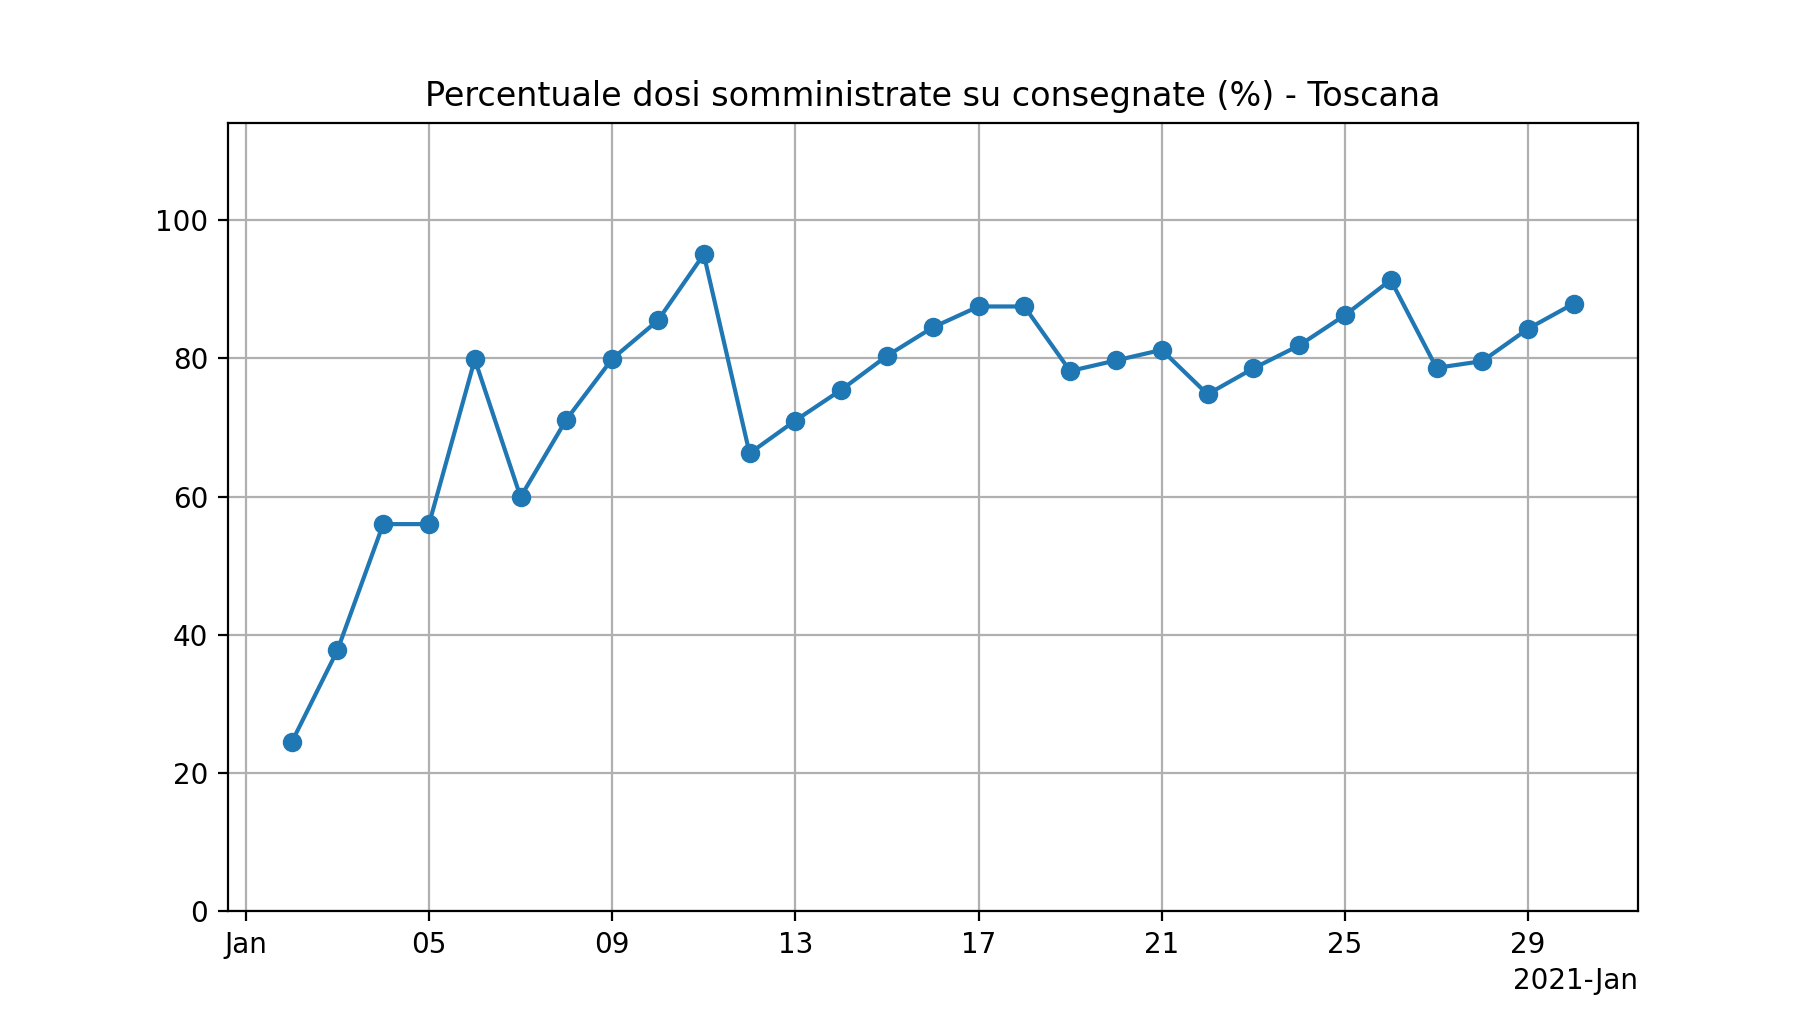 Percentuale dosi somministrate su consegnate (%) - Toscana
100
80
60
40
20
0
Jan 05 09 13 17 21 25 29
2021-Jan